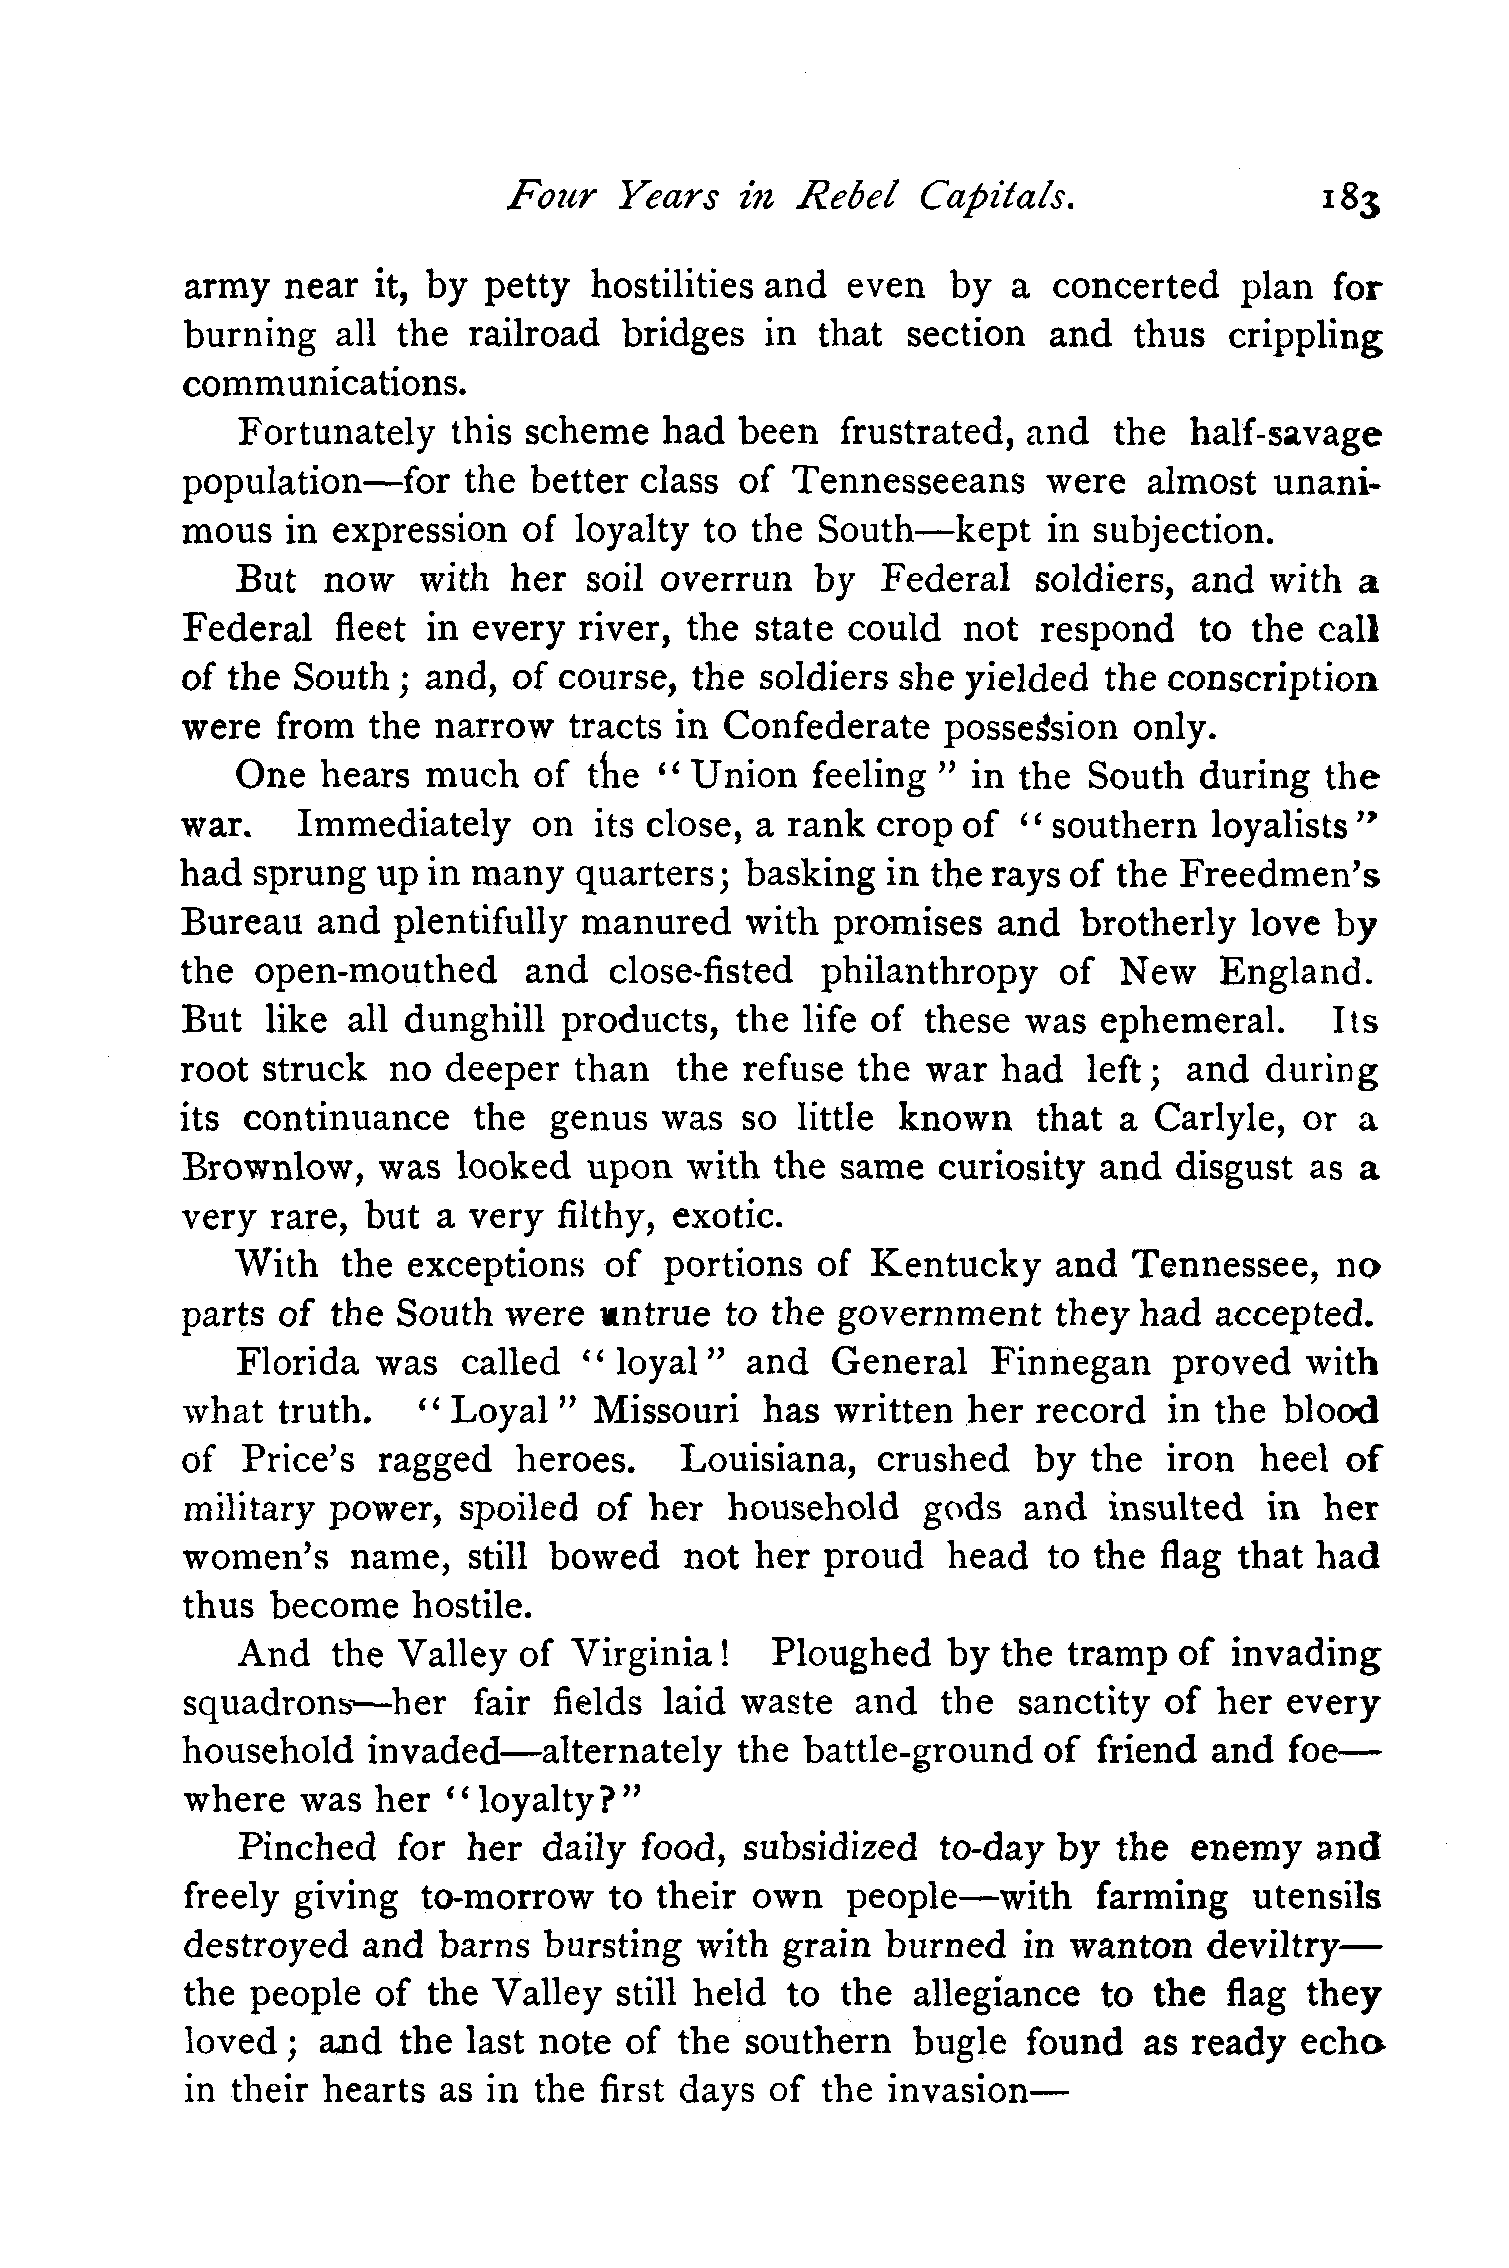 Four Years in Rebel Capitals. 183
army near it, by petty hostilities and even by a concerted plan for
burning all the railroad bridges in that section and thus crippling
communications.
Fortunately this scheme had been frustrated, and the half-savage
population—for the better class of Tennesseeans were almost unani-
mous in expression of loyalty to the South—kept in subjection.
But now with her soil overrun by Federal soldiers, and with a
Federal fleet in every river, the state could not respond to the call
of the South; and, of course, the soldiers she yielded the conscription
were from the narrow tracts in Confederate possession only.
One hears much of the "Union feeling" in the South during the
war. Immediately on its close, a rank crop of "southern loyalists"
had sprung up in many quarters; basking in the rays of the Freedmen's
Bureau and plentifully manured with promises and brotherly love by
the open-mouthed and close-fisted philanthropy of New England.
But like all dunghill products, the life of these was ephemeral. Its
root struck no deeper than the refuse the war had left; and during
its continuance the genus was so little known that a Carlyle, or a
Brownlow, was looked upon with the same curiosity and disgust as a
very rare, but a very filthy, exotic.
With the exceptions of portions of Kentucky and Tennessee, no
parts of the South were untrue to the government they had accepted.
Florida was called "loyal" and General Finnegan proved with
what truth. "Loyal" Missouri has written her record in the blood
of Price's ragged heroes. Louisiana, crushed by the iron heel of
military power, spoiled of her household gods and insulted in her
women's name, still bowed not her proud head to the flag that had
thus become hostile.
And the Valley of Virginia! Ploughed by the tramp of invading
squadrons—her fair fields laid waste and the sanctity of her every
household invaded—alternately the battle-ground of friend and foe—
where was her "loyalty?"
Pinched for her daily food, subsidized to-day by the enemy and
freely giving to-morrow to their own people—with farming utensils
destroyed and barns bursting with grain burned in wanton deviltry—
the people of the Valley still held to the allegiance to the flag they
loved; and the last note of the southern bugle found as ready echo
in their hearts as in the first days of the invasion—